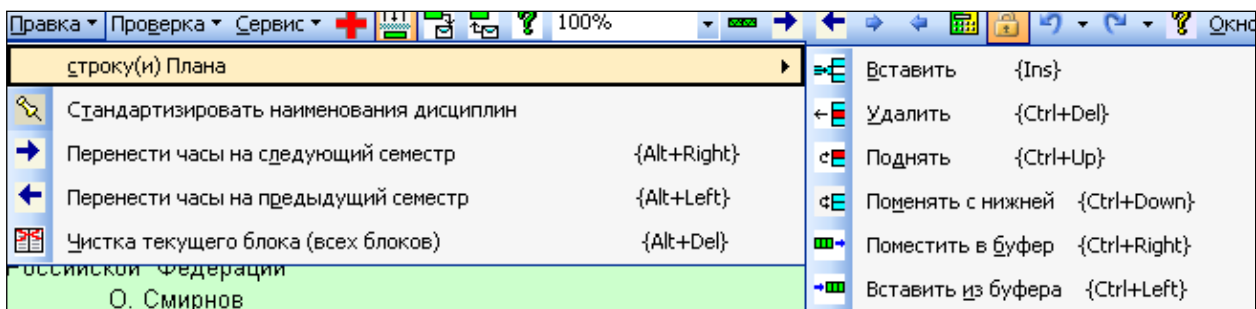 Правка Проверка Сервис 100% Окно
строку(и) Плана
Стандартизировать наименования дисциплин
Перенести часы на следующий семестр {Alt+Right}
Перенести часы на предыдущий семестр {Alt+Left}
Чистка текущего блока (всех блоков) {Alt+Del}
Российской Федерации
О. Смирнов
Вставить {Ins}
Удалить {Ctrl+Del}
Поднять {Ctrl+Up}
Поменять с нижней {Ctrl+Down}
Поместить в буфер {Ctrl+Right}
Вставить из буфера {Ctrl+Left}